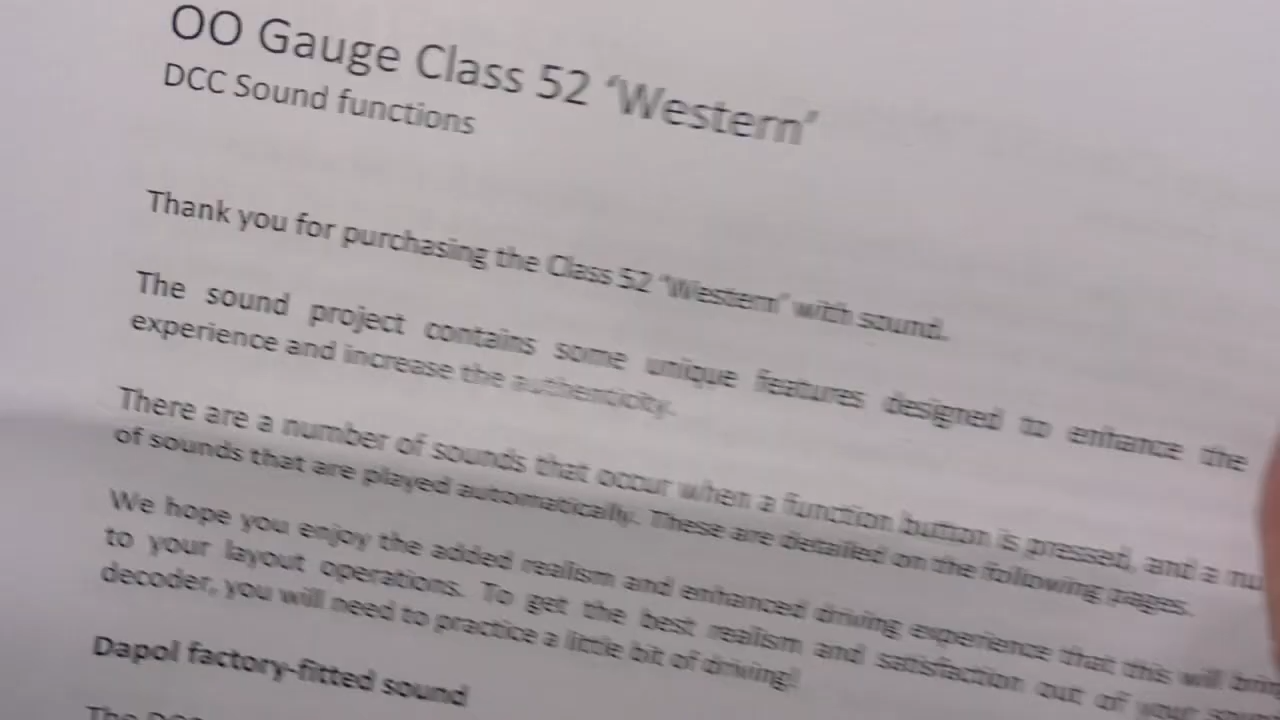 OO Gauge Class 52 'Western'
DCC Sound functions
Thank you for purchasing the Class 52 'Western' with sound.
The sound project contains some unique features designed to enhance the
experience and increase the authenticity.
There are a number of sounds that occur when a function button is pressed, and a nu
of sounds that are played automatically. These are detailed on the following pages.
We hope you enjoy the added realism and enhanced driving experience that this will brin
to your layout operations. To get the best realism and satisfaction out of your
decoder, you will need to practice a little bit of driving!
Dapol factory-fitted sound
The